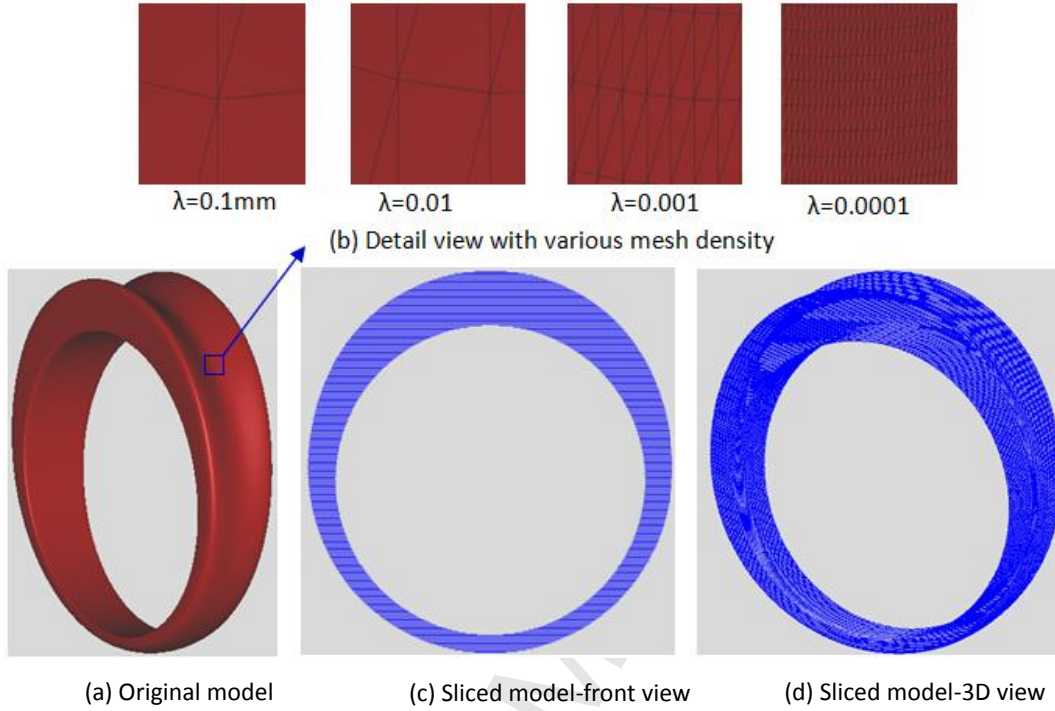 λ=0.1mm
λ=0.01
λ=0.001
λ=0.0001
(b) Detail view with various mesh density
(a) Original model
(c) Sliced model-front view
(d) Sliced model-3D view